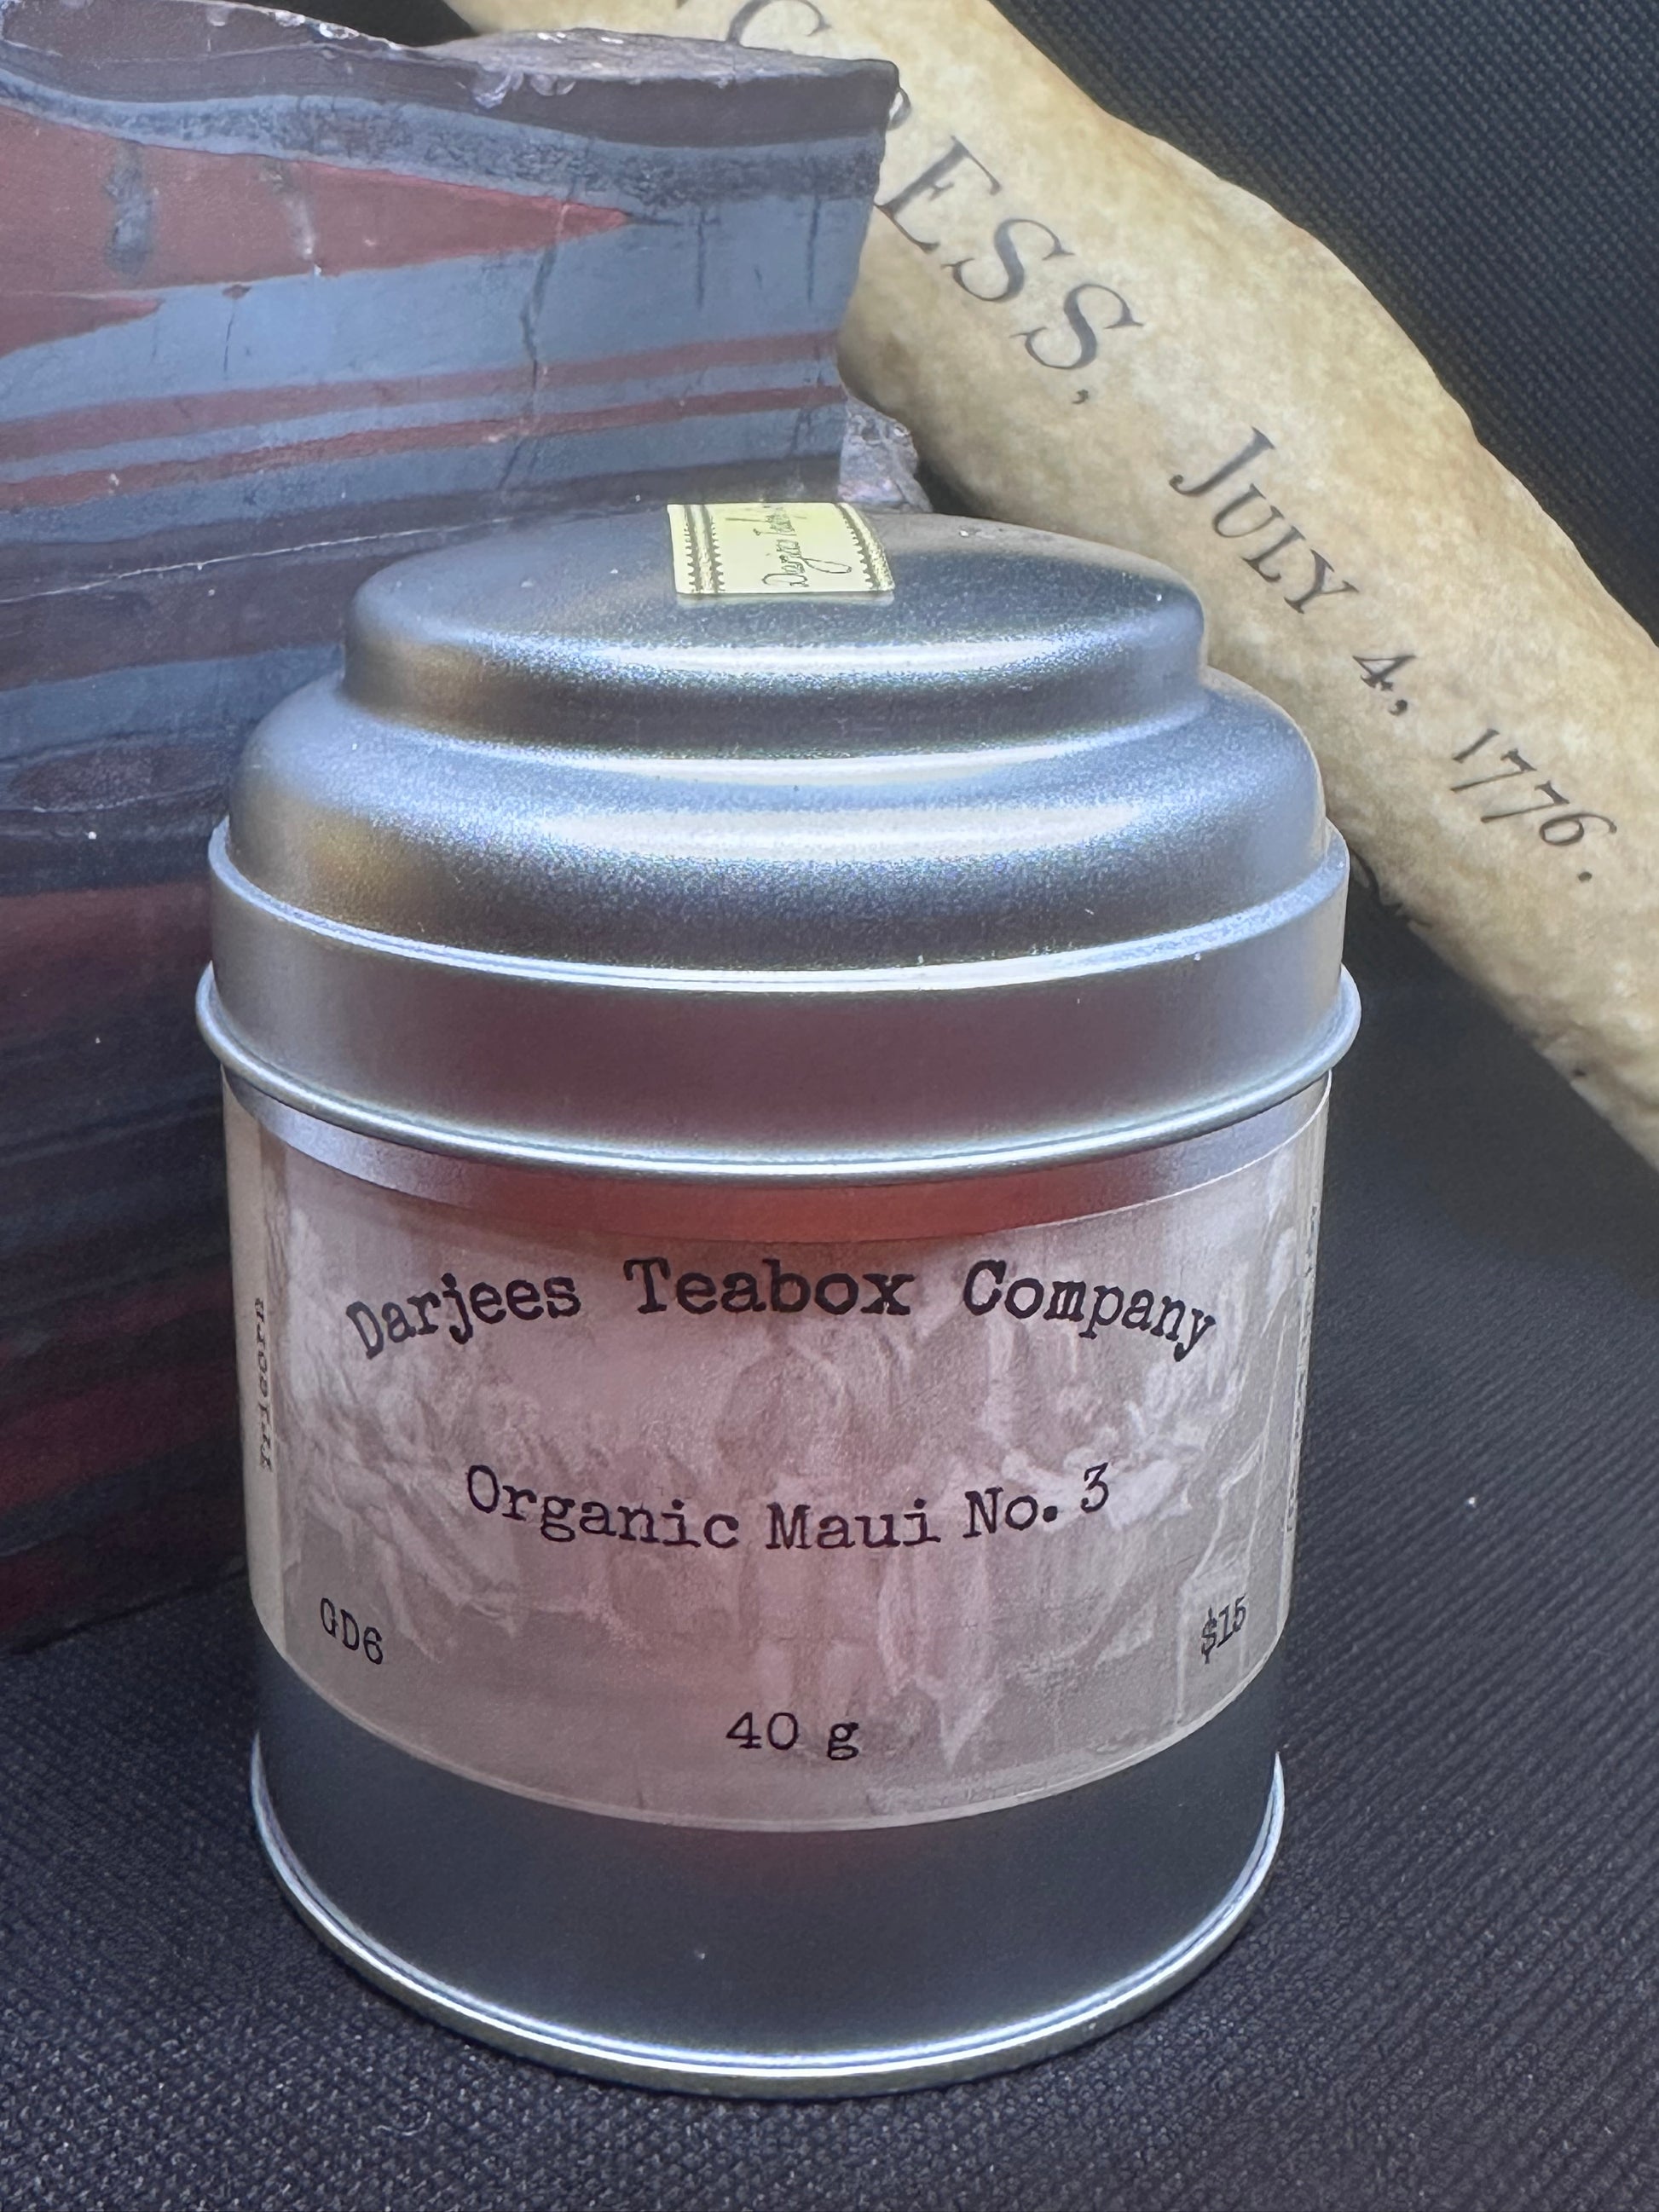 ESS, JULY 4, 1776.
Darjees Teabox Company
Organic Maui No. 3
GD6
$15
40 g